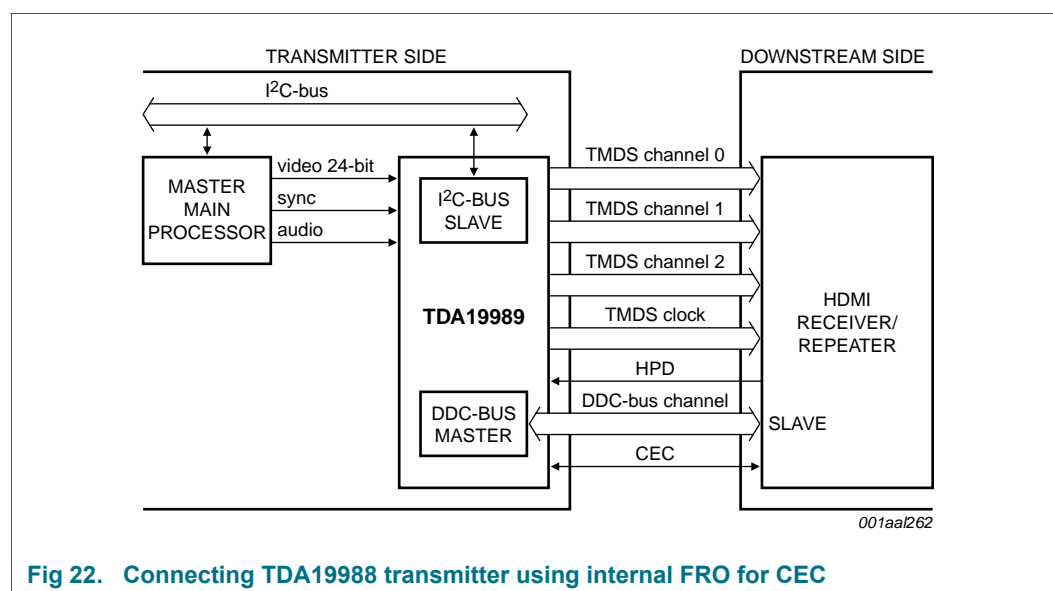 TRANSMITTER SIDE
DOWNSTREAM SIDE
I2C-bus
MASTER
MAIN
PROCESSOR
video 24-bit
sync
audio
I2C-BUS
SLAVE
TDA19989
DDC-BUS
MASTER
TMDS channel 0
TMDS channel 1
TMDS channel 2
TMDS clock
HPD
DDC-bus channel
CEC
HDMI
RECEIVER/
REPEATER
SLAVE
001aal262
Fig 22. Connecting TDA19988 transmitter using internal FRO for CEC